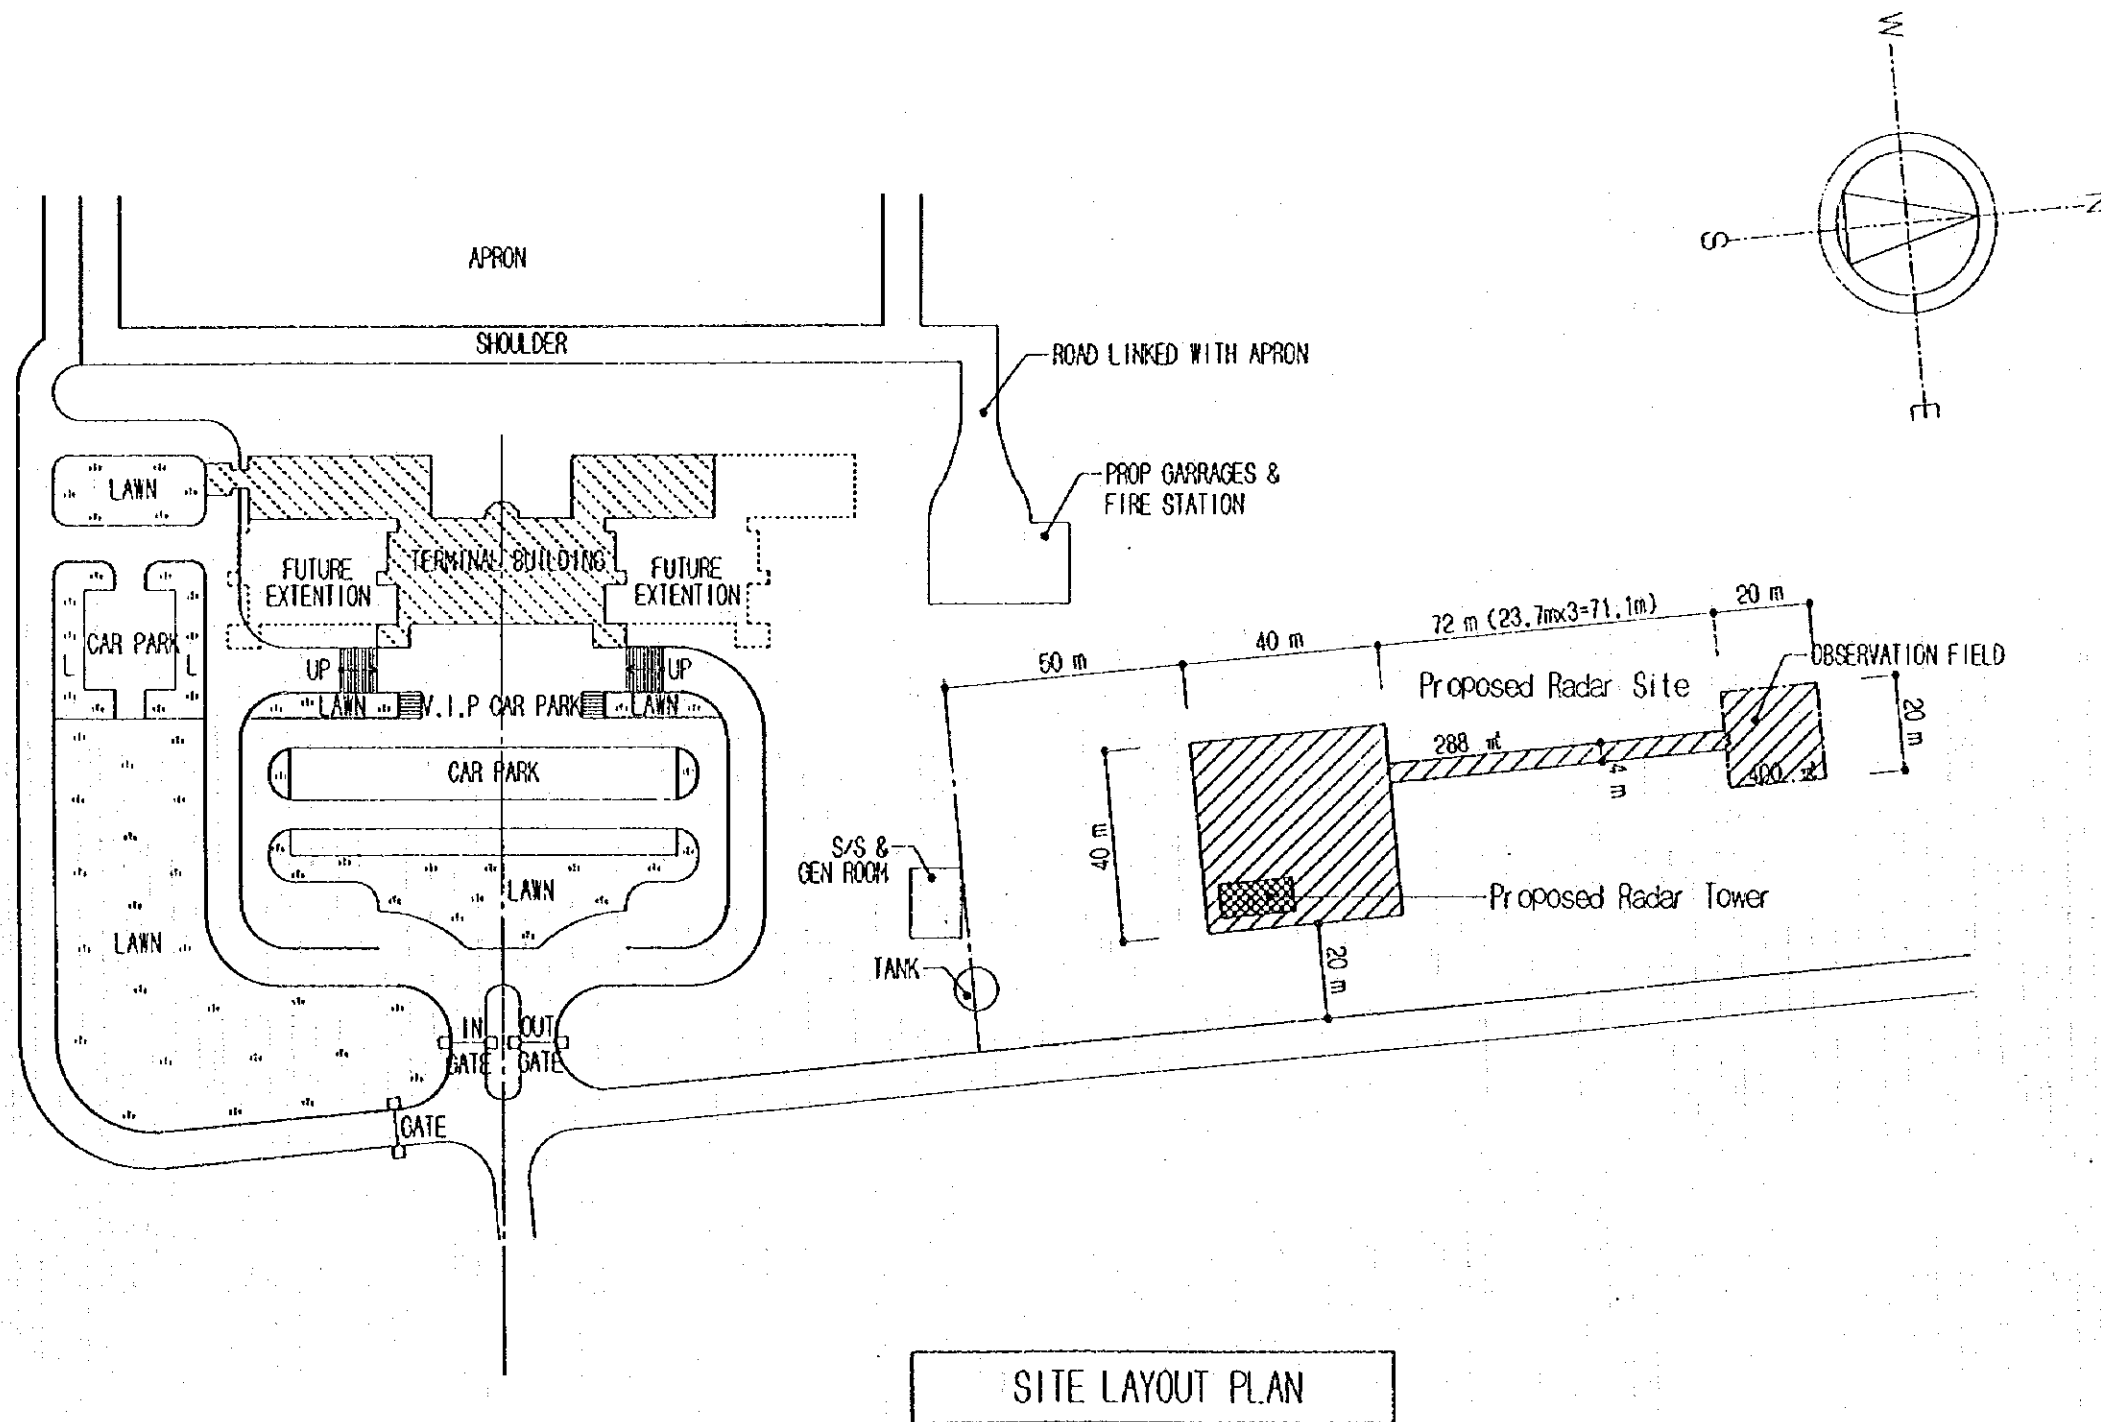 W
N
S
E
APRON
SHOULDER
ROAD LINKED WITH APRON
PROP GARRAGES &
FIRE STATION
LAWN
TERMINAL BUILDING
FUTURE
EXTENTION
FUTURE
EXTENTION
CAR PARK
L
L
UP
UP
LAWN
V.I.P CAR PARK
LAWN
CAR PARK
LAWN
LAWN
S/S &
GEN ROOM
TANK
IN
GATE
OUT
GATE
GATE
50 m
40 m
72 m (23.7mx3=71.1m)
20 m
OBSERVATION FIELD
Proposed Radar Site
288 ㎡
4 m
400 ㎡
20 m
40 m
Proposed Radar Tower
20 m
SITE LAYOUT PLAN